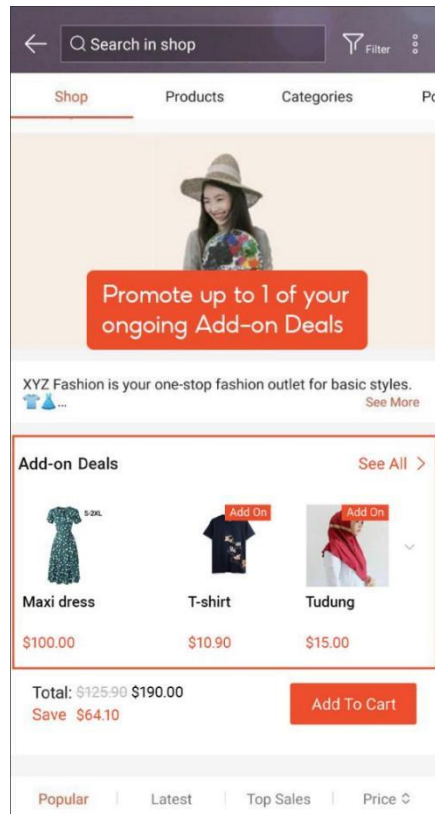 Search in shop
Filter
Shop Products Categories Po
Promote up to 1 of your
ongoing Add-on Deals
XYZ Fashion is your one-stop fashion outlet for basic styles.
👕👗... See More
Add-on Deals See All >
S-2XL
Add On
Add On
Maxi dress T-shirt Tudung
$100.00 $10.90 $15.00
Total: $125.90 $190.00
Save $64.10
Add To Cart
Popular Latest Top Sales Price